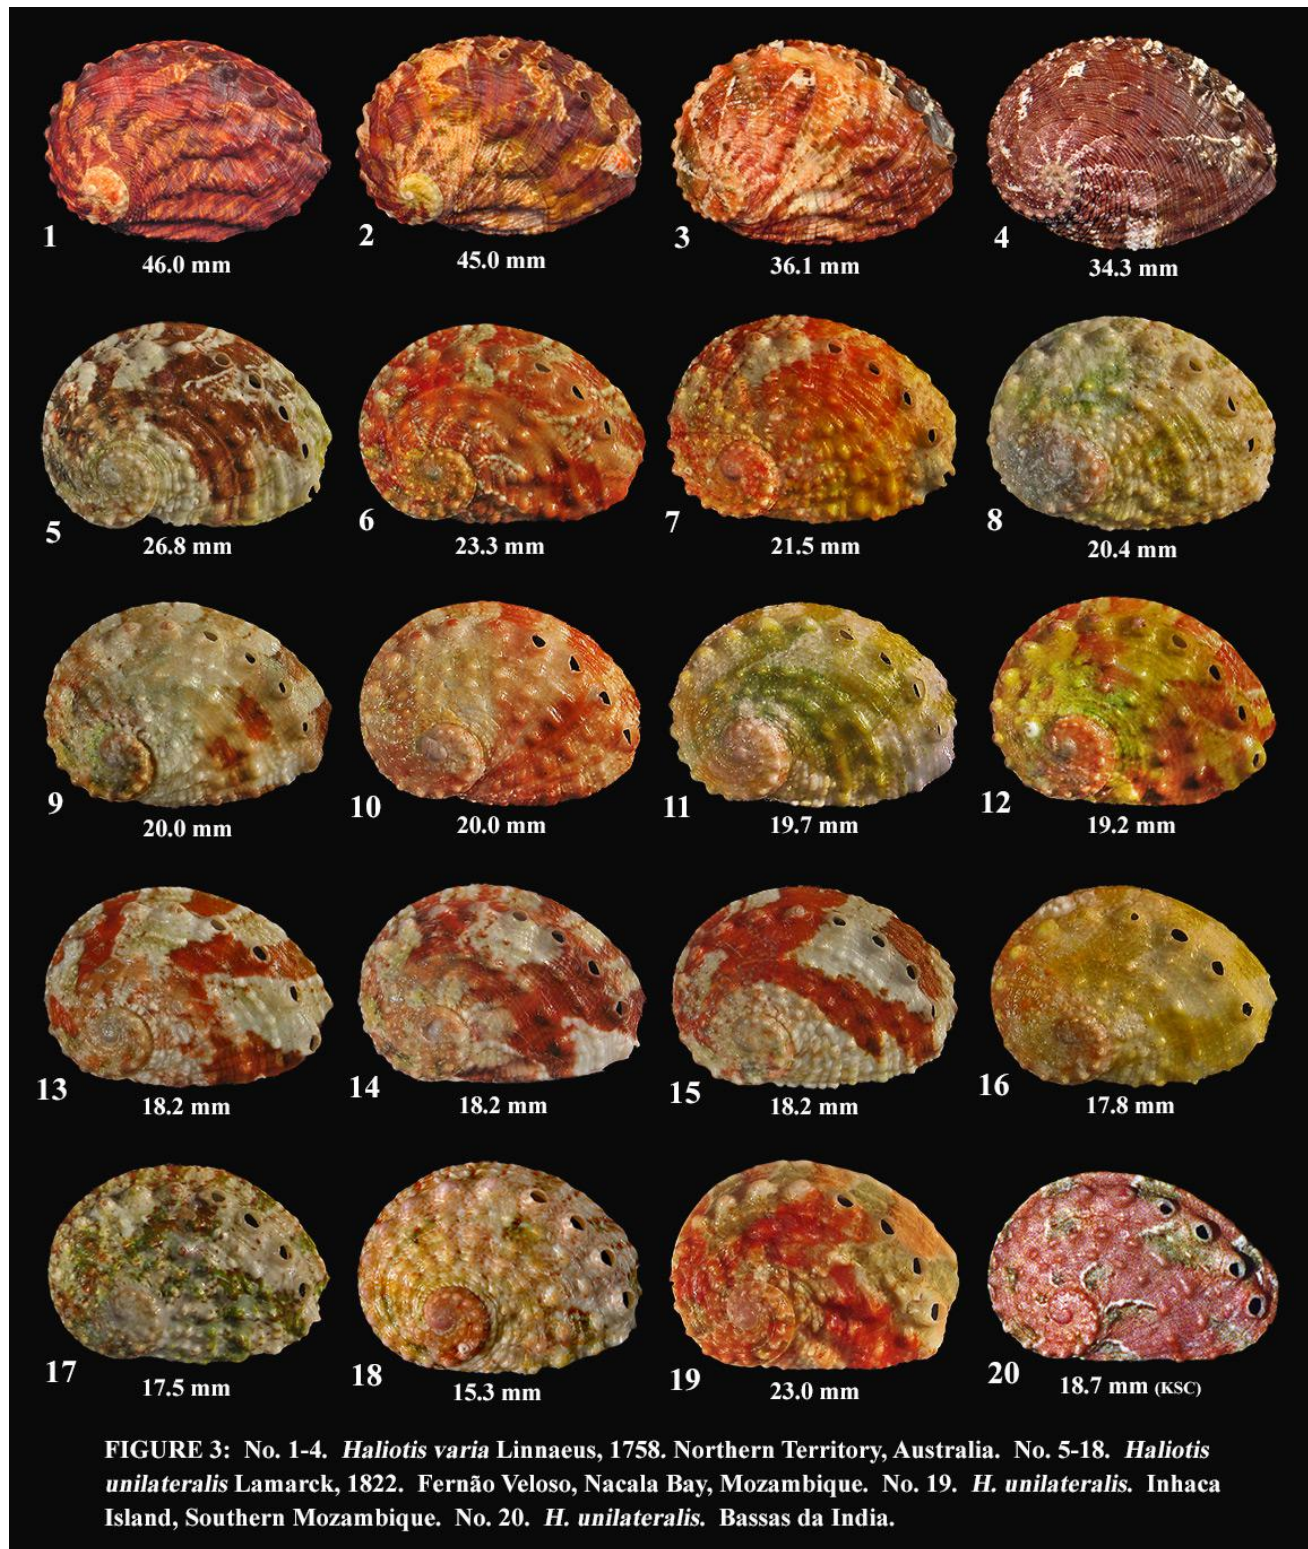 1 2 3 4
46.0 mm 45.0 mm 36.1 mm 34.3 mm
5 6 7 8
26.8 mm 23.3 mm 21.5 mm 20.4 mm
9 10 11 12
20.0 mm 20.0 mm 19.7 mm 19.2 mm
13 14 15 16
18.2 mm 18.2 mm 18.2 mm 17.8 mm
17 18 19 20
17.5 mm 15.3 mm 23.0 mm 18.7 mm (KSC)
FIGURE 3: No. 1-4. Haliotis varia Linnaeus, 1758. Northern Territory, Australia. No. 5-18. Haliotis
unilateralis Lamarck, 1822. Fernão Veloso, Nacala Bay, Mozambique. No. 19. H. unilateralis. Inhaca
Island, Southern Mozambique. No. 20. H. unilateralis. Bassas da India.